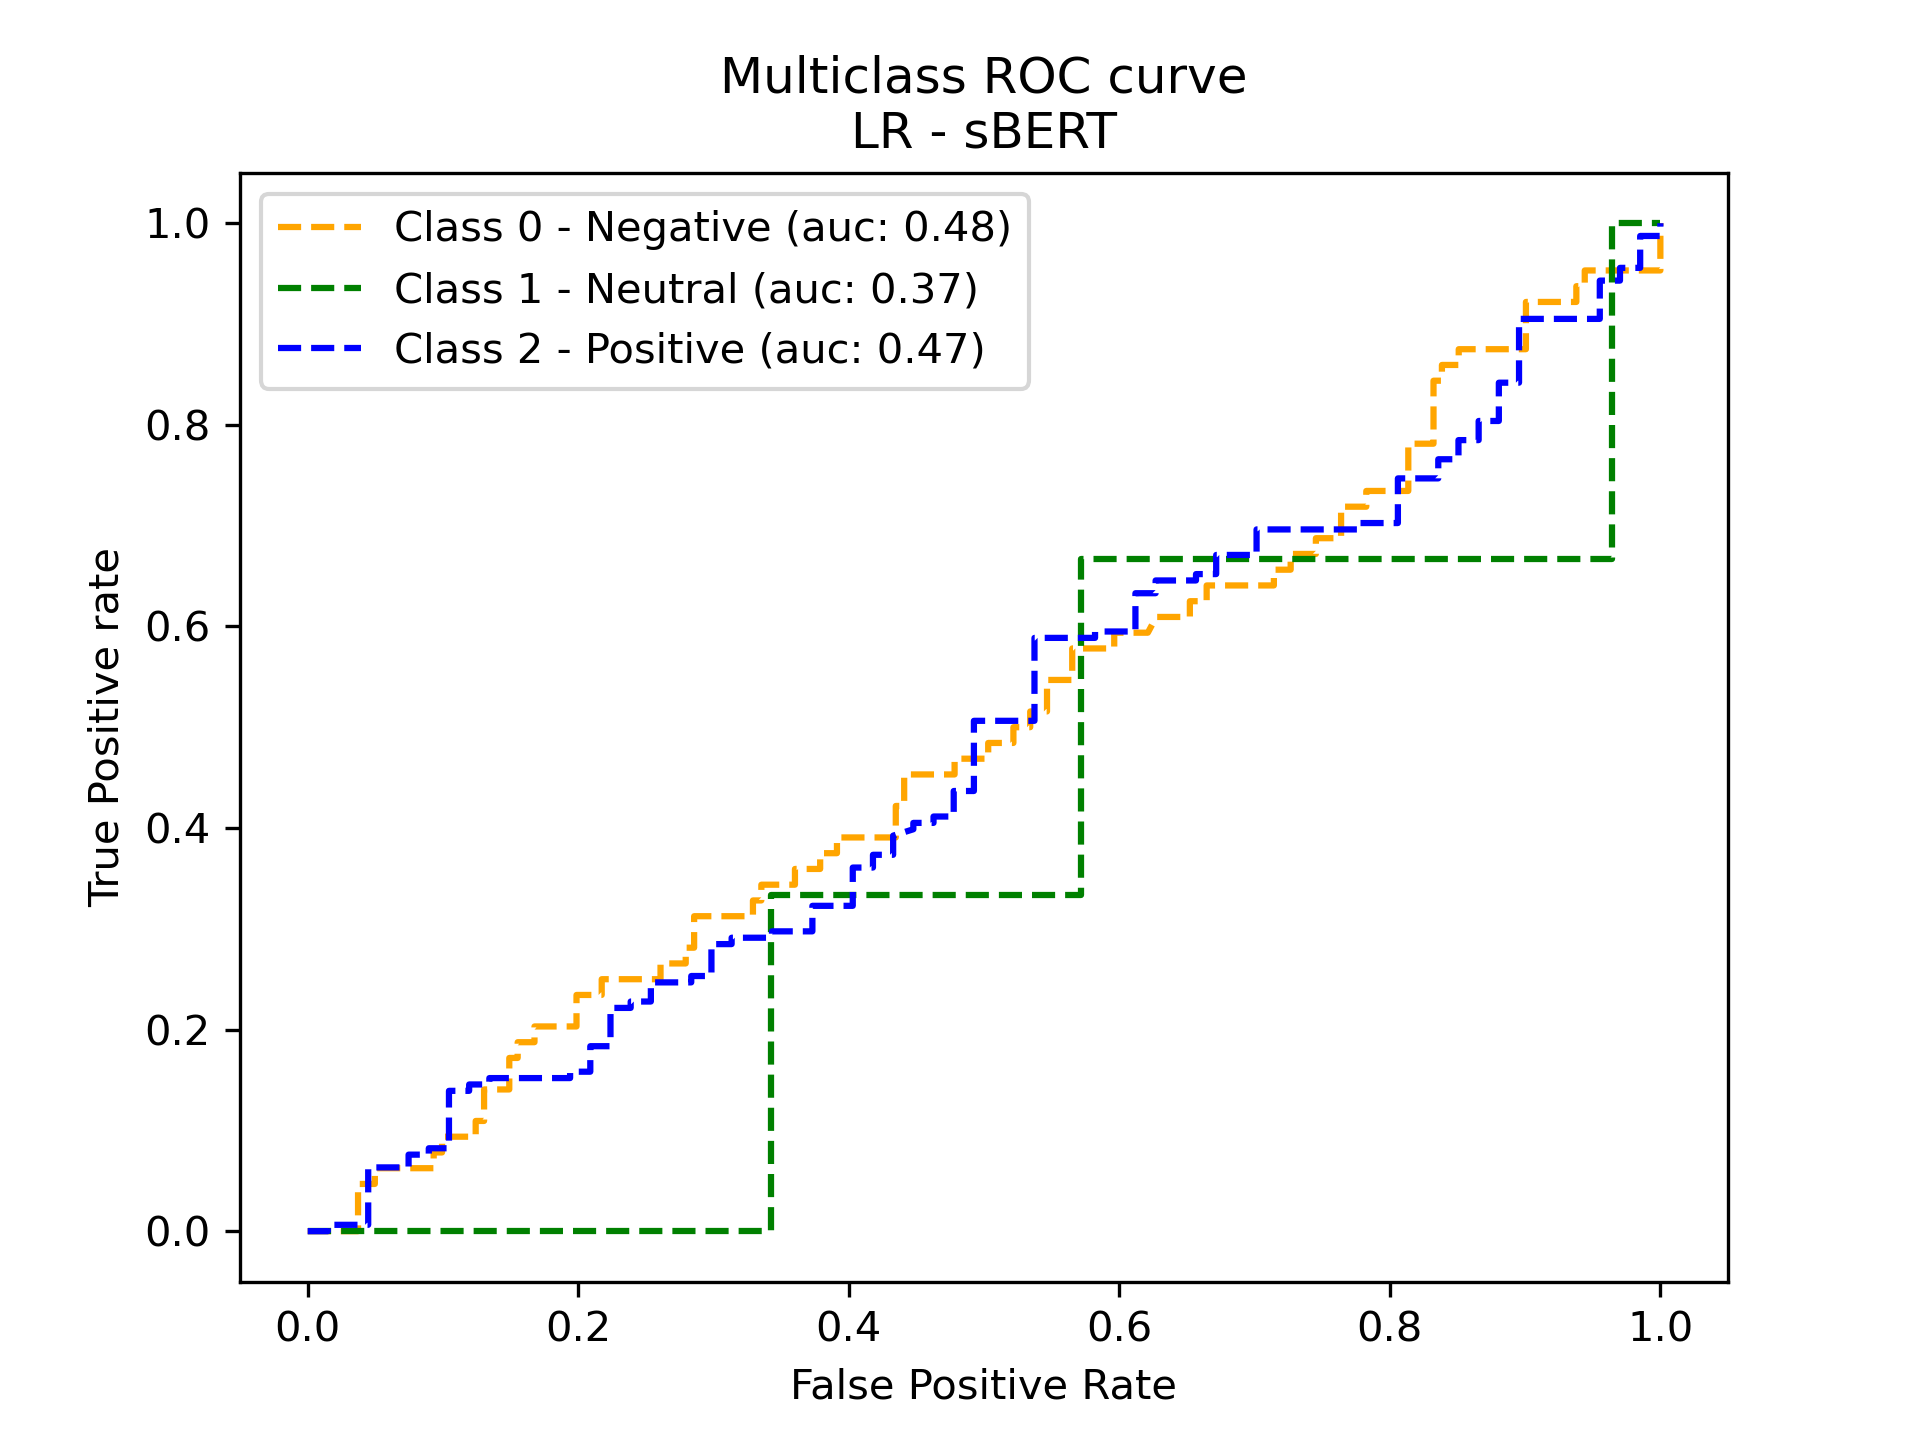 Multiclass ROC curve
LR - sBERT
Class 0 - Negative (auc: 0.48)
Class 1 - Neutral (auc: 0.37)
Class 2 - Positive (auc: 0.47)
True Positive rate
1.0
0.8
0.6
0.4
0.2
0.0
0.0 0.2 0.4 0.6 0.8 1.0
False Positive Rate